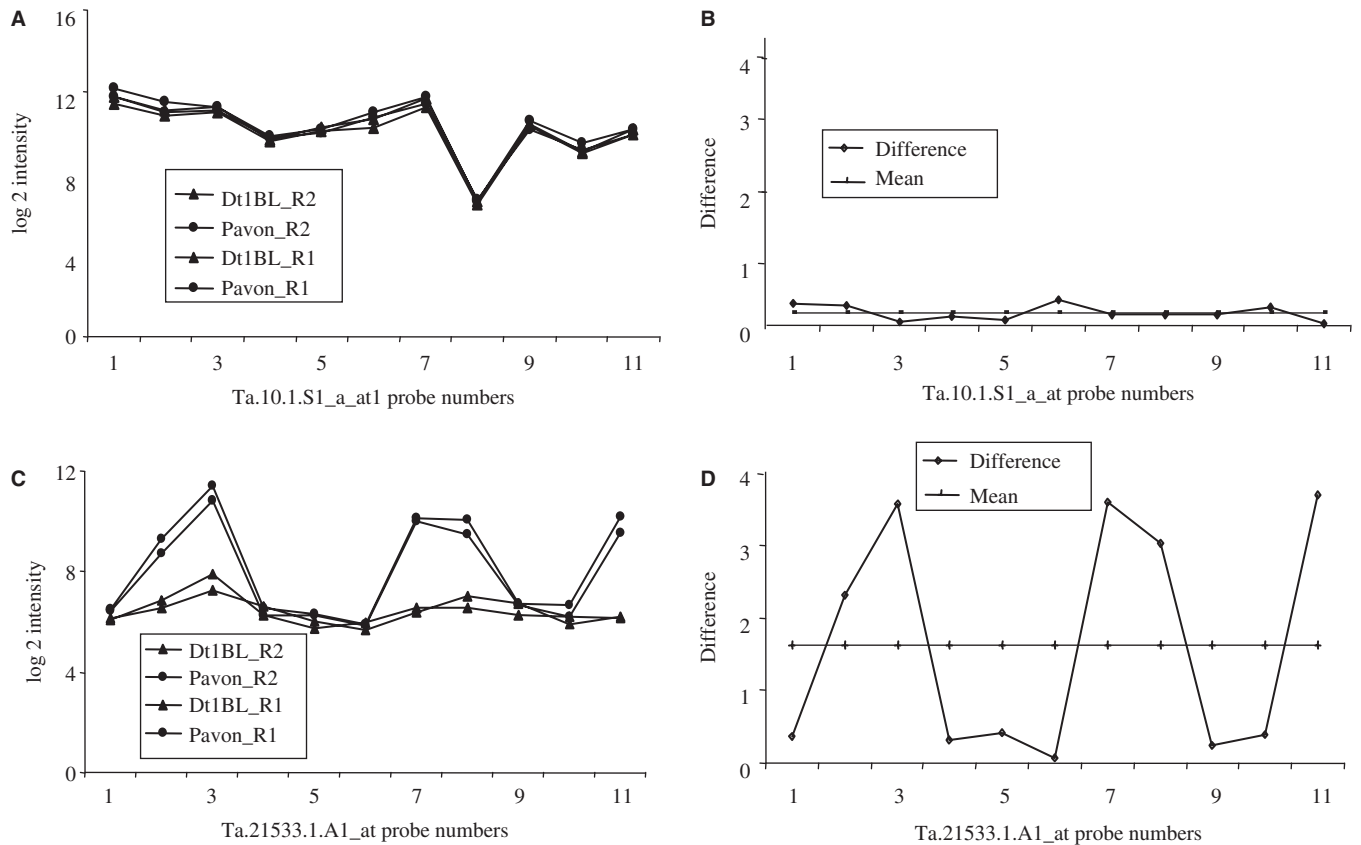 A
16
12
8
4
0
log 2 intensity
Dt1BL_R2
Pavon_R2
Dt1BL_R1
Pavon_R1
1 3 5 7 9 11
Ta.10.1.S1_a_at1 probe numbers
B
4
3
2
1
0
Difference
Difference
Mean
1 3 5 7 9 11
Ta.10.1.S1_a_at probe numbers
C
12
8
4
0
log 2 intensity
Dt1BL_R2
Pavon_R2
Dt1BL_R1
Pavon_R1
1 3 5 7 9 11
Ta.21533.1.A1_at probe numbers
D
4
3
2
1
0
Difference
Difference
Mean
1 3 5 7 9 11
Ta.21533.1.A1_at probe numbers